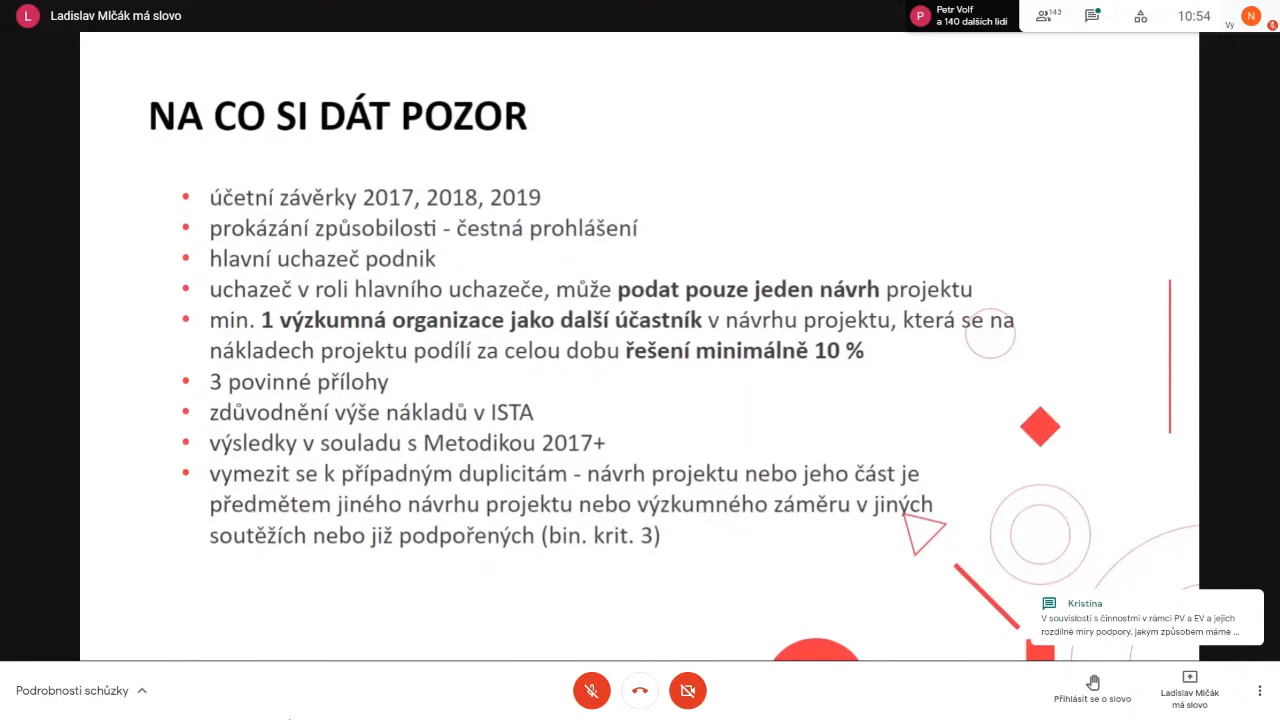 L Ladislav Mlčák má slovo
P Petr Volf
a 140 dalších lidí
143
10:54
Vy
N
NA CO SI DÁT POZOR
• účetní závěrky 2017, 2018, 2019
• prokázání způsobilosti - čestná prohlášení
• hlavní uchazeč podnik
• uchazeč v roli hlavního uchazeče, může podat pouze jeden návrh projektu
• min. 1 výzkumná organizace jako další účastník v návrhu projektu, která se na
nákladech projektu podílí za celou dobu řešení minimálně 10 %
• 3 povinné přílohy
• zdůvodnění výše nákladů v ISTA
• výsledky v souladu s Metodikou 2017+
• vymezit se k případným duplicitám - návrh projektu nebo jeho část je
předmětem jiného návrhu projektu nebo výzkumného záměru v jiných
soutěžích nebo již podpořených (bin. krit. 3)
Kristina
V souvislosti s činnostmi v rámci PV a EV a jejich
rozdílné míry podpory, jakým způsobem máme ...
Podrobnosti schůzky
Přihlásit se o slovo
Ladislav Mlčák
má slovo